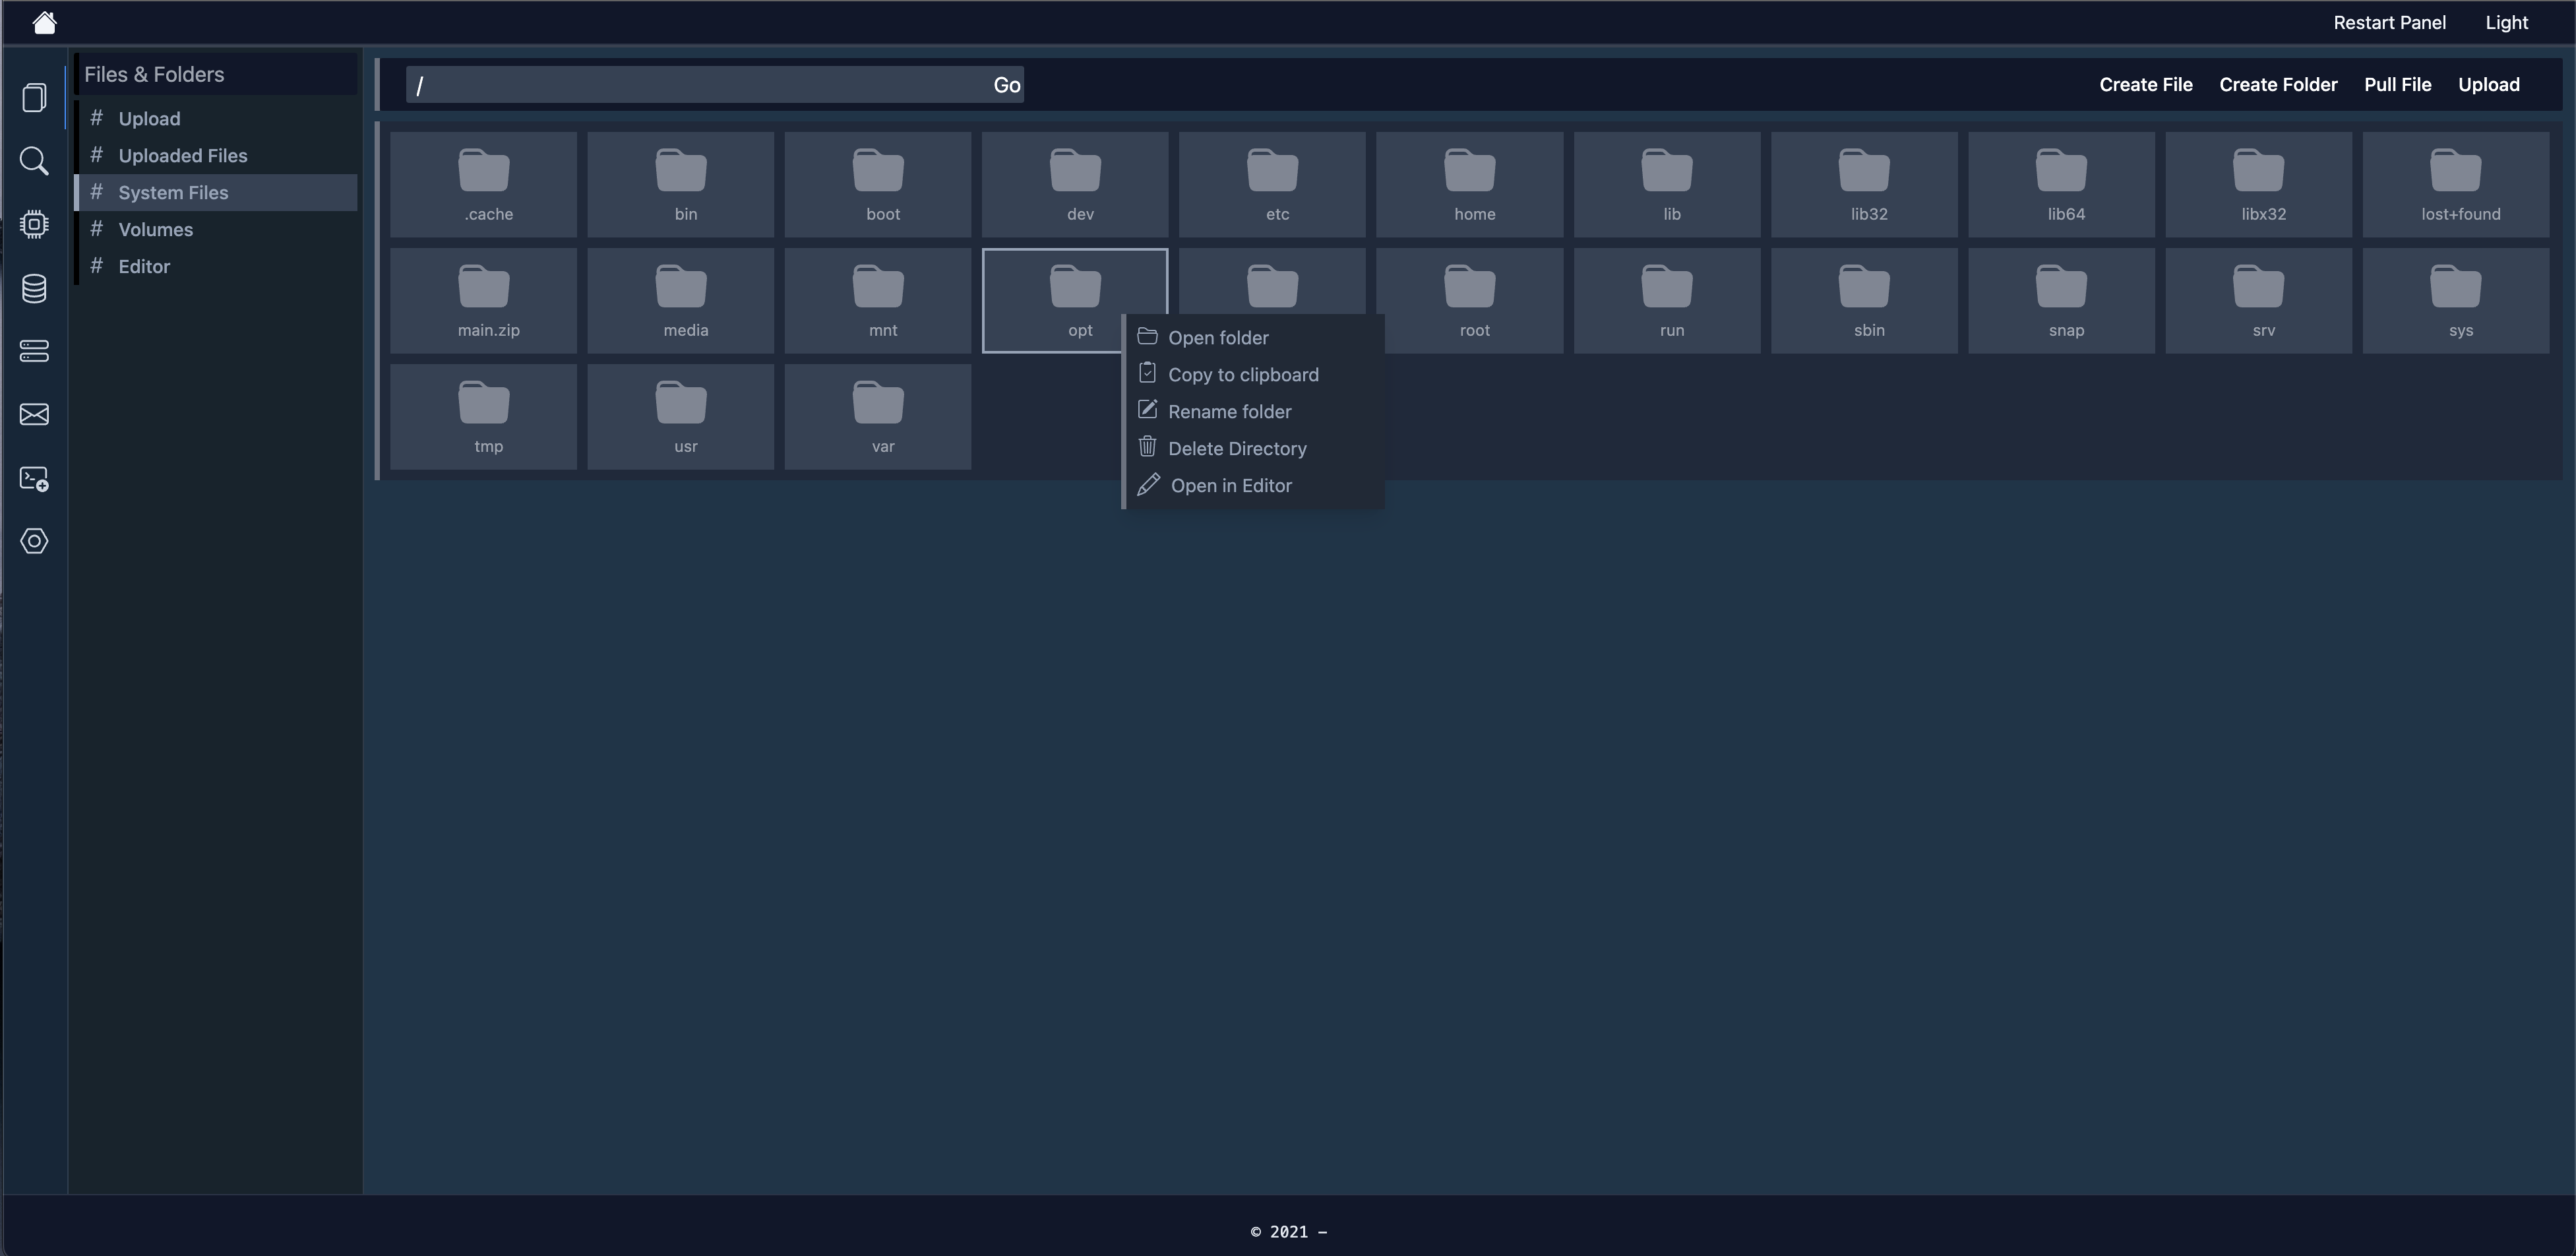 Restart Panel Light
Files & Folders
# Upload
# Uploaded Files
# System Files
# Volumes
# Editor
/ Go
Create File Create Folder Pull File Upload
.cache bin boot dev etc home lib lib32 lib64 libx32 lost+found
main.zip media mnt opt root run sbin snap srv sys
tmp usr var
Open folder
Copy to clipboard
Rename folder
Delete Directory
Open in Editor
© 2021 –